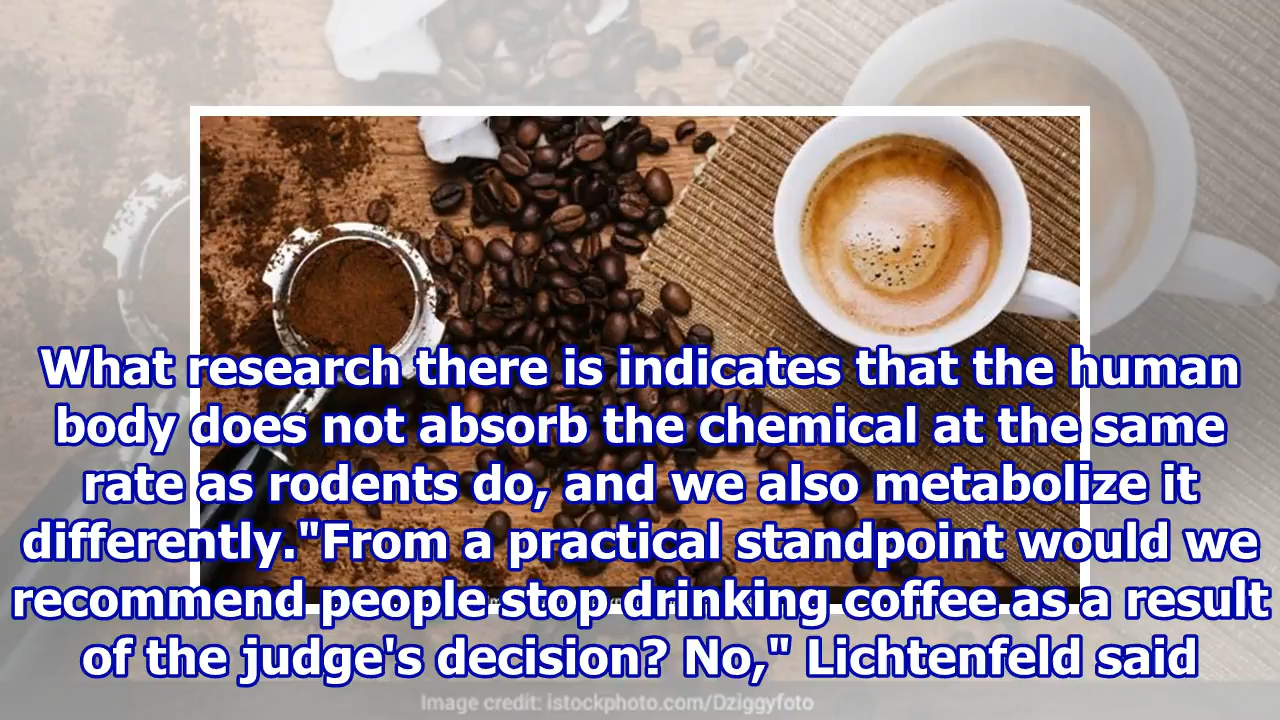 What research there is indicates that the human
body does not absorb the chemical at the same
rate as rodents do, and we also metabolize it
differently."From a practical standpoint would we
recommend people stop drinking coffee as a result
of the judge's decision? No," Lichtenfeld said
Image credit: istockphoto.com/Dziggyfoto